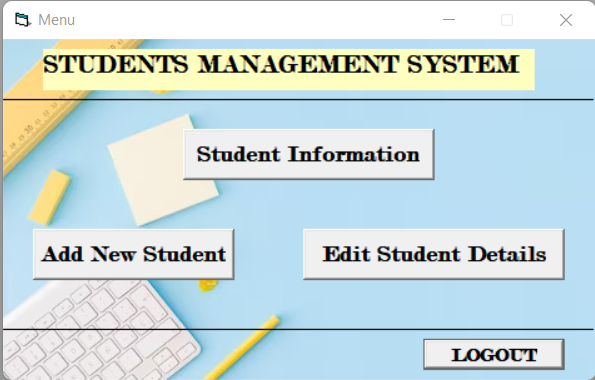 Menu
STUDENTS MANAGEMENT SYSTEM
Student Information
Add New Student
Edit Student Details
LOGOUT